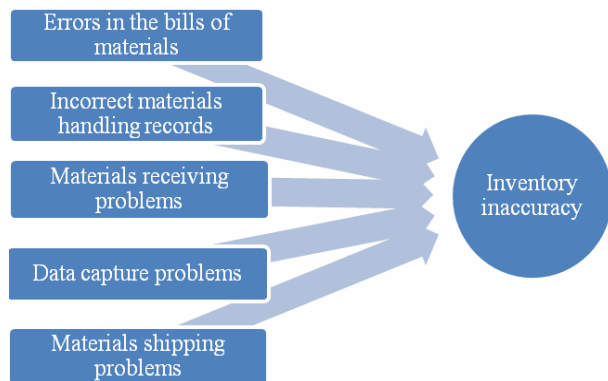 Errors in the bills of
materials
Incorrect materials
handling records
Materials receiving
problems
Data capture problems
Materials shipping
problems
Inventory
inaccuracy